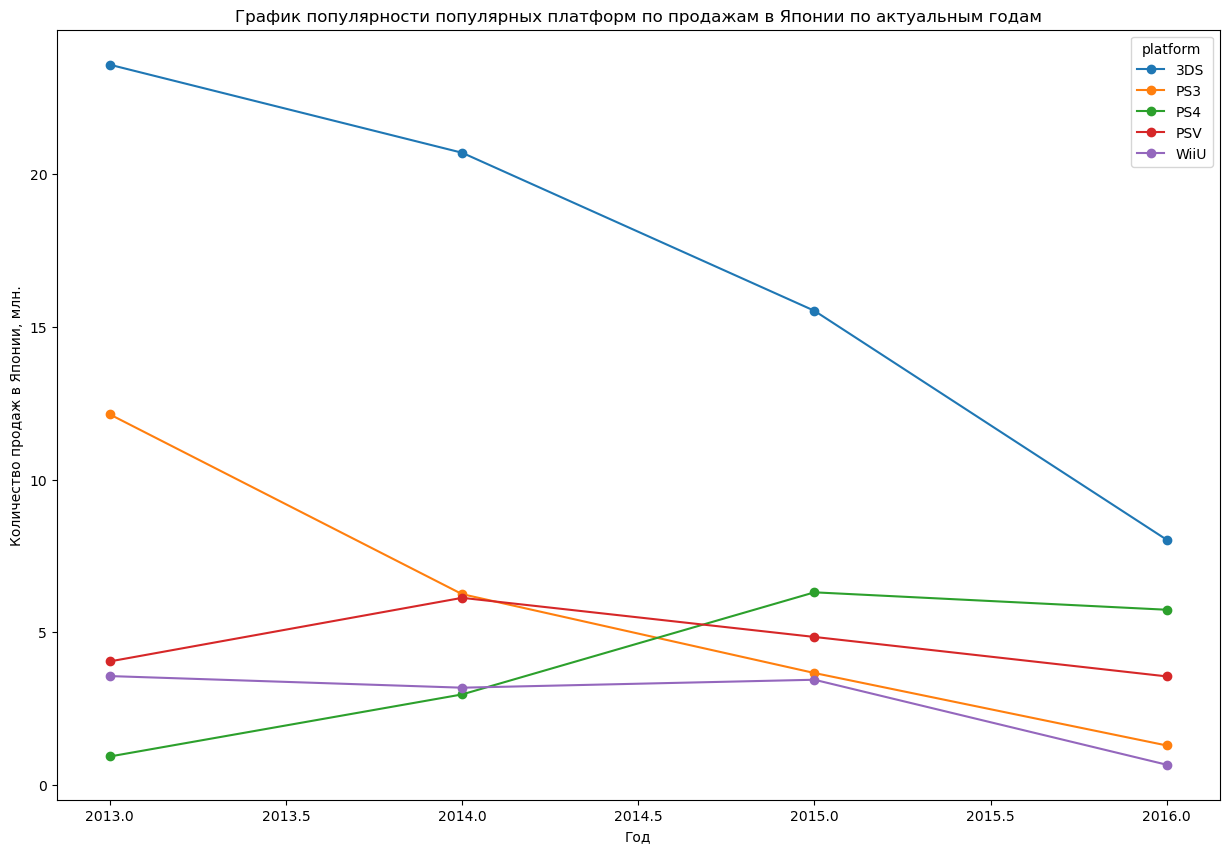 График популярности популярных платформ по продажам в Японии по актуальным годам
platform
3DS
PS3
PS4
PSV
WiiU
Количество продаж в Японии, млн.
20
15
10
5
0
2013.0 2013.5 2014.0 2014.5 2015.0 2015.5 2016.0
Год